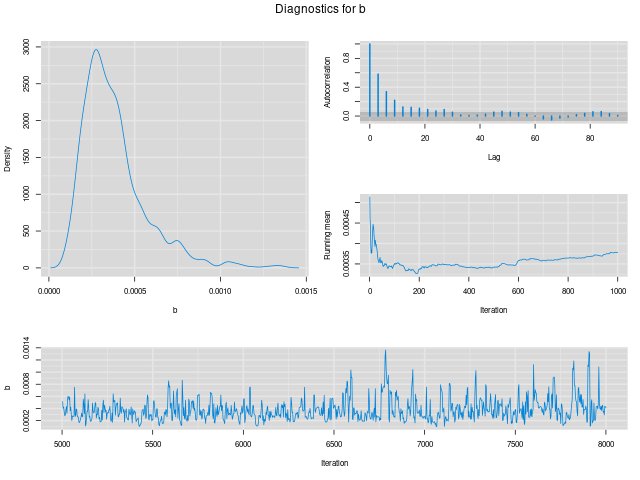 Diagnostics for b
Density
0 500 1000 1500 2000 2500 3000
0.0000 0.0005 0.0010 0.0015
b
Autocorrelation
0.0 0.4 0.8
0 20 40 60 80
Lag
Running mean
0.00035 0.00045
0 200 400 600 800 1000
Iteration
b
0.0002 0.0008 0.0014
5000 5500 6000 6500 7000 7500 8000
Iteration